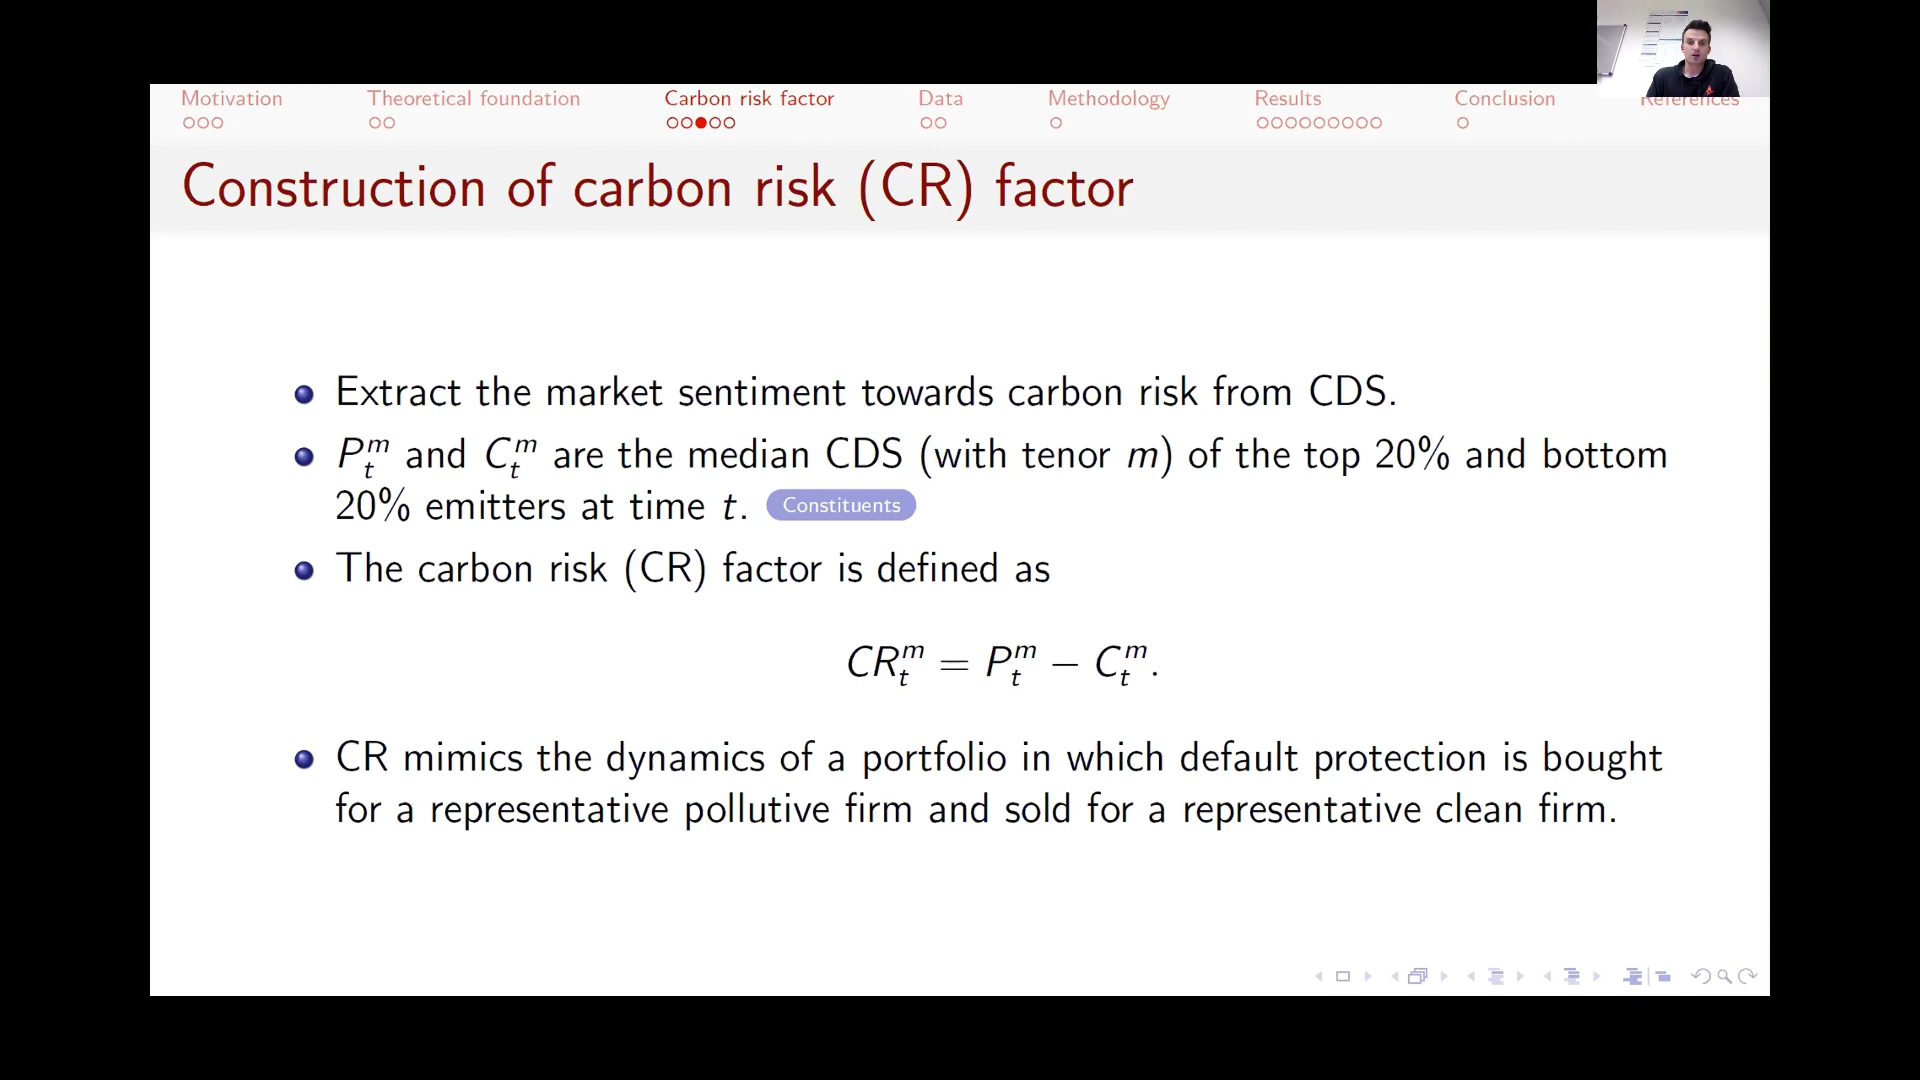 Motivation Theoretical foundation Carbon risk factor Data Methodology Results Conclusion References
Construction of carbon risk (CR) factor
Extract the market sentiment towards carbon risk from CDS.
P_t^m and C_t^m are the median CDS (with tenor m) of the top 20% and bottom
20% emitters at time t. Constituents
The carbon risk (CR) factor is defined as
CR_t^m = P_t^m − C_t^m.
CR mimics the dynamics of a portfolio in which default protection is bought
for a representative pollutive firm and sold for a representative clean firm.